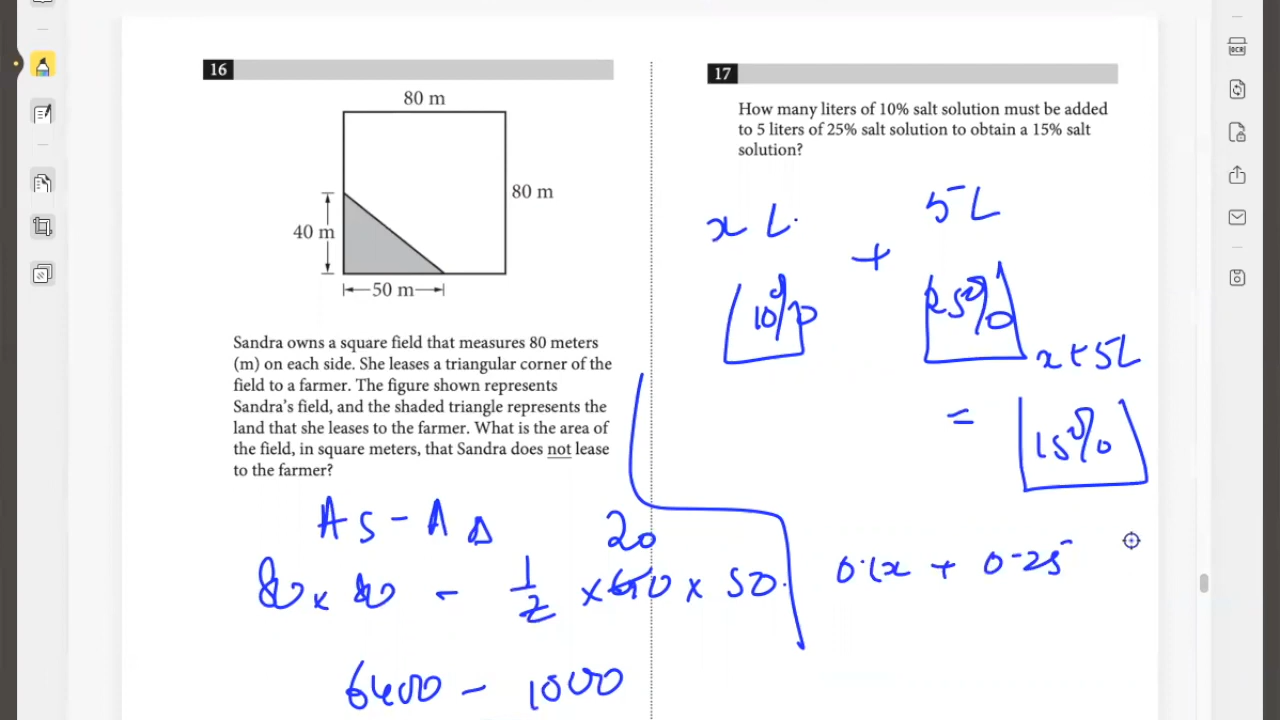 16
80 m
80 m
40 m
50 m
Sandra owns a square field that measures 80 meters
(m) on each side. She leases a triangular corner of the
field to a farmer. The figure shown represents
Sandra's field, and the shaded triangle represents the
land that she leases to the farmer. What is the area of
the field, in square meters, that Sandra does not lease
to the farmer?
AS - A Δ
20
80 x 80 - 1/2 x 40 x 50.
6400 - 1000
17
How many liters of 10% salt solution must be added
to 5 liters of 25% salt solution to obtain a 15% salt
solution?
x L. + 5L
10% 25%
x + 5L
= 15%
0.1x + 0.25
OCR